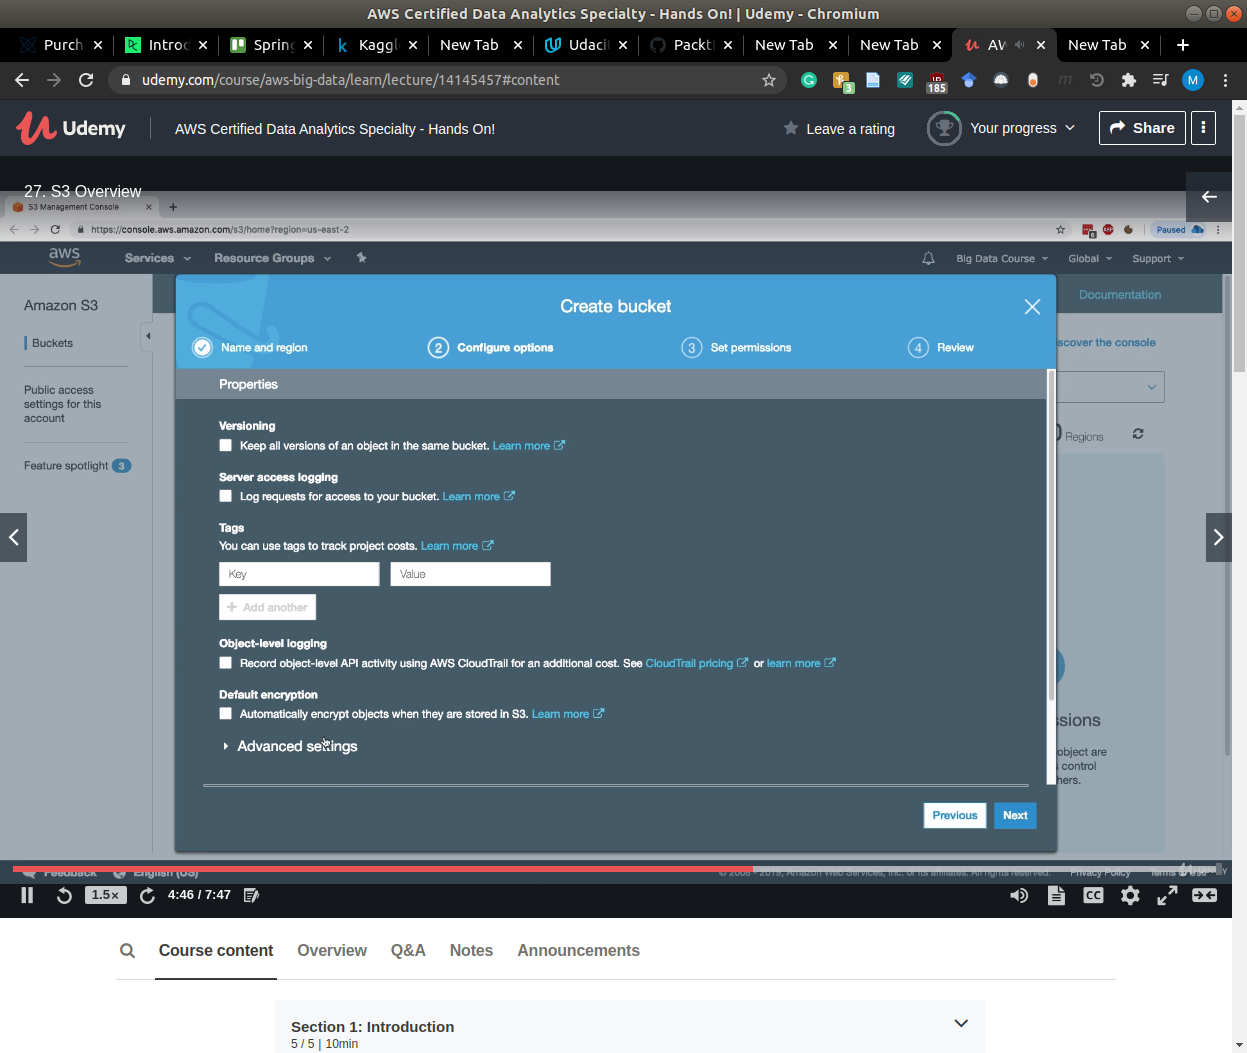 AWS Certified Data Analytics Specialty - Hands On! | Udemy - Chromium
Purch
Introd
Spring
Kaggl
New Tab
Udaci
Packt
New Tab
New Tab
AW
New Tab
udemy.com/course/aws-big-data/learn/lecture/14145457#content
3
185
M
Udemy
AWS Certified Data Analytics Specialty - Hands On!
Leave a rating
Your progress
Share
27. S3 Overview
S3 Management Console
https://console.aws.amazon.com/s3/home?region=us-east-2
Paused
aws
Services
Resource Groups
Big Data Course
Global
Support
Amazon S3
Buckets
Public access
settings for this
account
Feature spotlight 3
Documentation
scover the console
0 Regions
Create bucket
Name and region
2 Configure options
3 Set permissions
4 Review
Properties
Versioning
Keep all versions of an object in the same bucket. Learn more
Server access logging
Log requests for access to your bucket. Learn more
Tags
You can use tags to track project costs. Learn more
Key
Value
+ Add another
Object-level logging
Record object-level API activity using AWS CloudTrail for an additional cost. See CloudTrail pricing or learn more
Default encryption
Automatically encrypt objects when they are stored in S3. Learn more
Advanced settings
ssions
object are
s control
hers.
Previous
Next
Feedback
English (US)
© 2008 - 2019, Amazon Web Services, Inc. or its affiliates. All rights reserved.
Privacy Policy
Terms of Use
1.5×
4:46 / 7:47
CC
Course content
Overview
Q&A
Notes
Announcements
Section 1: Introduction
5 / 5 | 10min